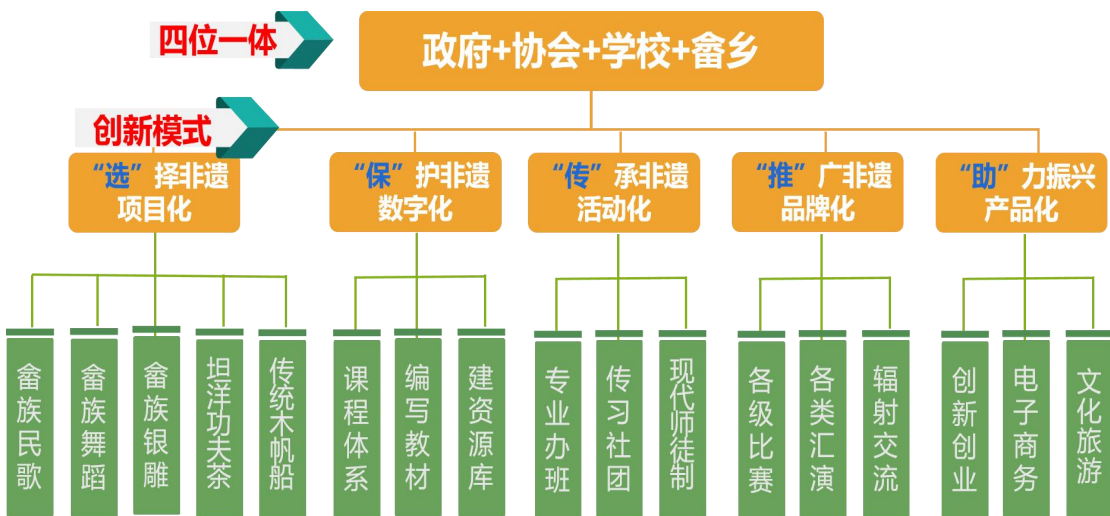 四位一体
政府+协会+学校+畲乡
创新模式
“选”择非遗
项目化
“保”护非遗
数字化
“传”承非遗
活动化
“推”广非遗
品牌化
“助”力振兴
产品化
畲族民歌
畲族舞蹈
畲族银雕
坦洋功夫茶
传统木帆船
课程体系
编写教材
建资源库
专业办班
传习社团
现代师徒制
各级比赛
各类汇演
辐射交流
创新创业
电子商务
文化旅游